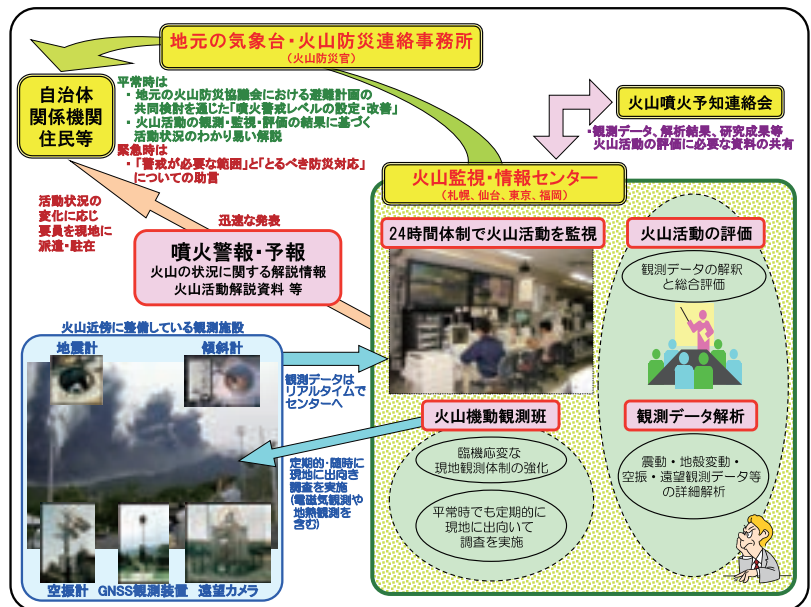 地元の気象台・火山防災連絡事務所
(火山防災官)
自治体
関係機関
住民等
平常時は
・地元の火山防災協議会における避難計画の
共同検討を通じた「噴火警戒レベルの設定・改善」
・火山活動の観測・監視・評価の結果に基づく
活動状況のわかり易い解説
緊急時は
・「警戒が必要な範囲」と「とるべき防災対応」
についての助言
火山噴火予知連絡会
・観測データ、解析結果、研究成果等
火山活動の評価に必要な資料の共有
火山監視・情報センター
(札幌、仙台、東京、福岡)
活動状況の
変化に応じ
要員を現地に
派遣・駐在
迅速な発表
噴火警報・予報
火山の状況に関する解説情報
火山活動解説資料 等
24時間体制で火山活動を監視
火山活動の評価
観測データの解釈
と総合評価
火山近傍に整備している観測施設
地震計
傾斜計
観測データは
リアルタイムで
センターへ
火山機動観測班
臨機応変な
現地観測体制の強化
平常時でも定期的に
現地に出向いて
調査を実施
観測データ解析
震動・地殻変動・
空振・遠望観測データ等
の詳細解析
定期的・随時に
現地に出向き
調査を実施
(電磁気観測や
地熱観測を
含む)
空振計
GNSS観測装置
遠望カメラ